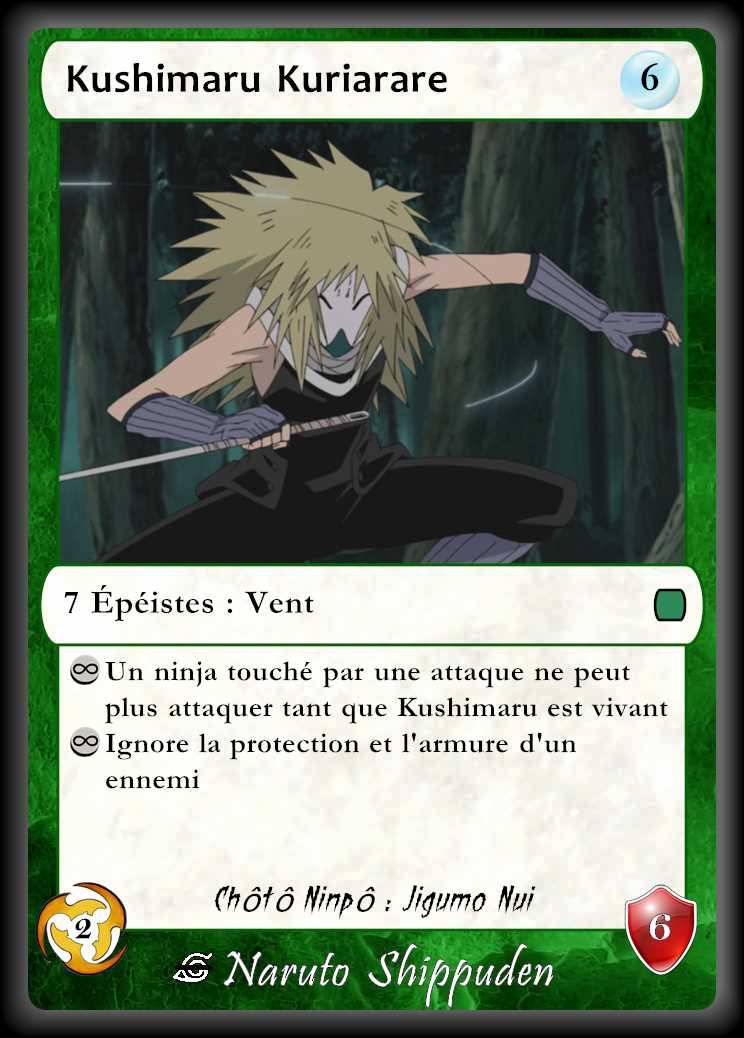 Kushimaru Kuriarare
6
7 Épéistes : Vent
∞ Un ninja touché par une attaque ne peut
plus attaquer tant que Kushimaru est vivant
∞ Ignore la protection et l'armure d'un
ennemi
Chôtô Ninpô : Jigumo Nui
2
6
Naruto Shippuden